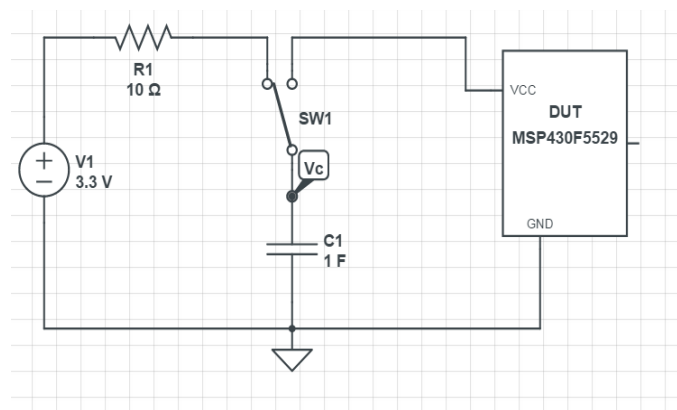 R1
10 Ω
SW1
VCC
DUT
MSP430F5529
+
−
V1
3.3 V
Vc
GND
C1
1 F